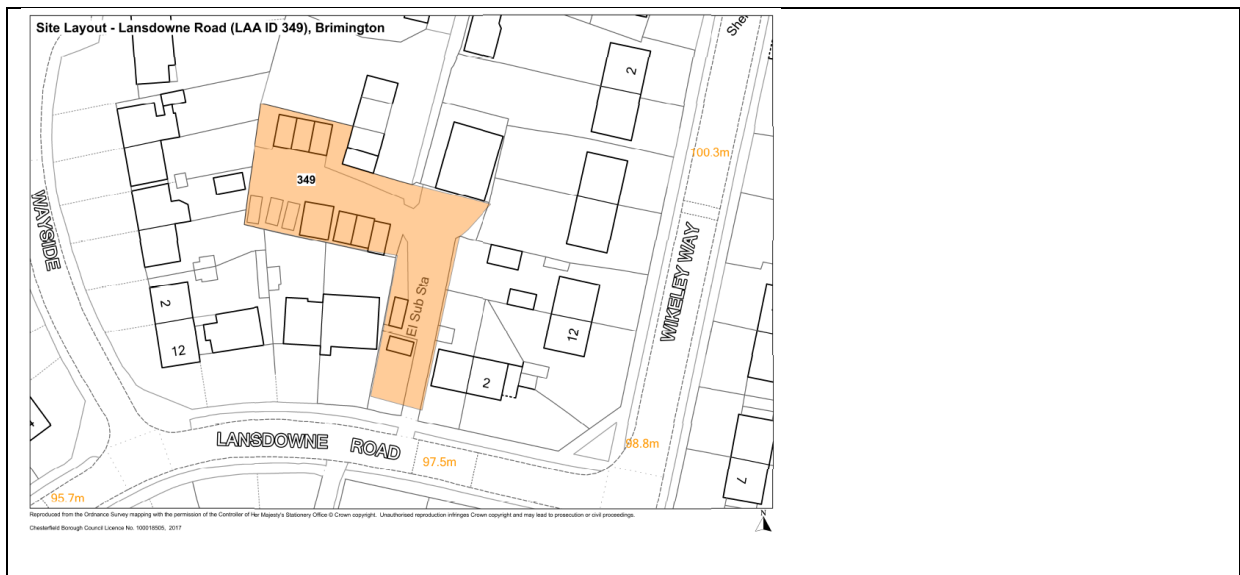 Site Layout - Lansdowne Road (LAA ID 349), Brimington
2
100.3m
349
WAYSIDE
El Sub Sta
WIKELEY WAY
2
12
12
2
LANSDOWNE ROAD
98.8m
97.5m
7
95.7m
Reproduced from the Ordnance Survey mapping with the permission of the Controller of Her Majesty's Stationery Office © Crown copyright. Unauthorised reproduction infringes Crown copyright and may lead to prosecution or civil proceedings.
N
Chesterfield Borough Council Licence No. 100018505, 2017